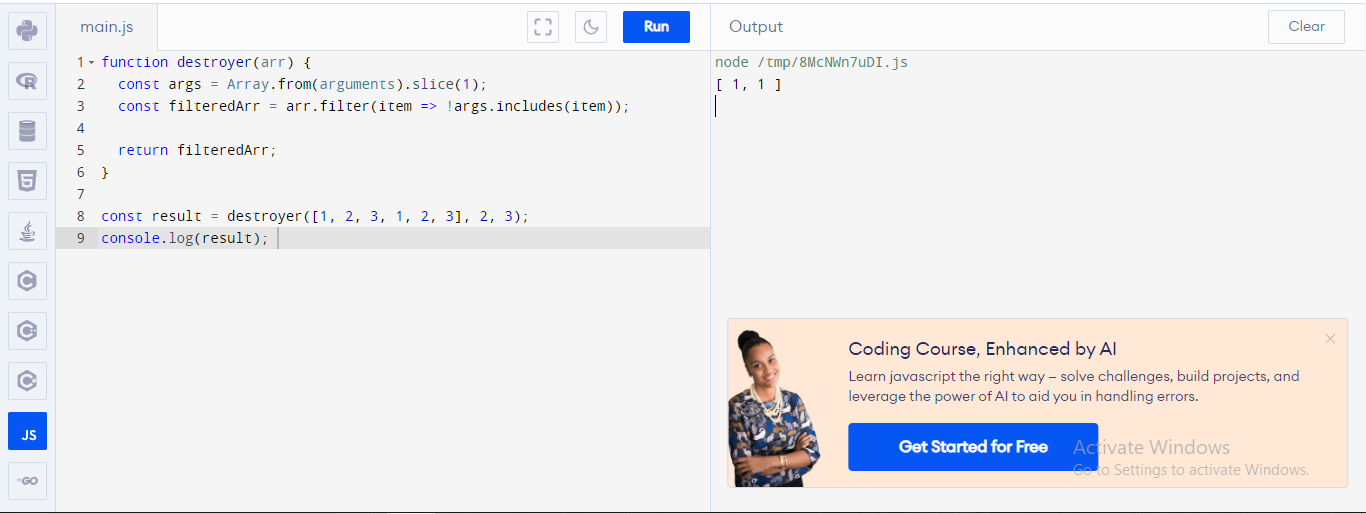 main.js
Run
Output
Clear
1 function destroyer(arr) {
2 const args = Array.from(arguments).slice(1);
3 const filteredArr = arr.filter(item => !args.includes(item));
4
5 return filteredArr;
6 }
7
8 const result = destroyer([1, 2, 3, 1, 2, 3], 2, 3);
9 console.log(result);
node /tmp/8McNWn7uDI.js
[ 1, 1 ]
Coding Course, Enhanced by AI
Learn javascript the right way – solve challenges, build projects, and
leverage the power of AI to aid you in handling errors.
Get Started for Free
Activate Windows
Go to Settings to activate Windows.
R
5
C
C
C
JS
GO